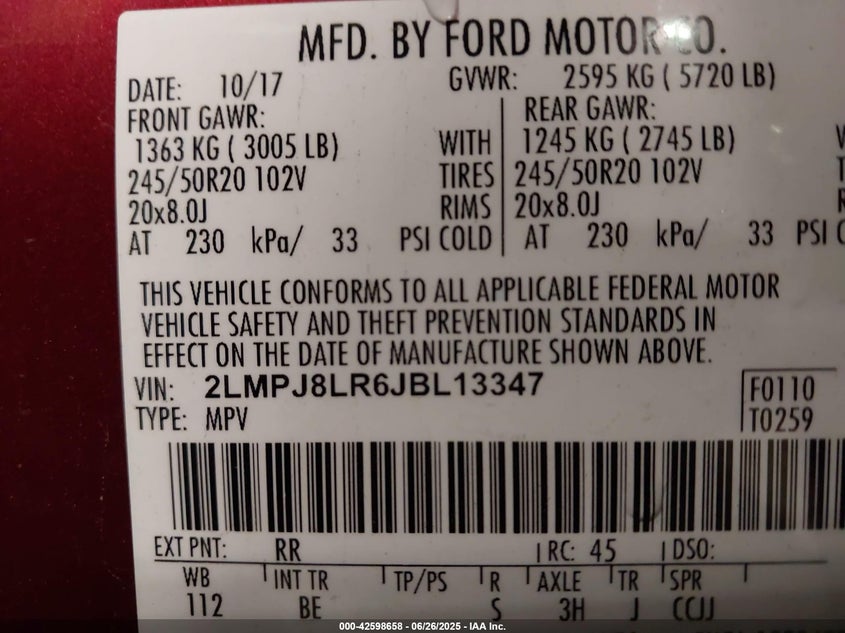 MFD. BY FORD MOTOR CO.
DATE: 10/17 GVWR: 2595 KG ( 5720 LB)
FRONT GAWR: REAR GAWR:
1363 KG ( 3005 LB) WITH 1245 KG ( 2745 LB)
245/50R20 102V TIRES 245/50R20 102V
20x8.0J RIMS 20x8.0J
AT 230 kPa/ 33 PSI COLD AT 230 kPa/ 33 PSI
THIS VEHICLE CONFORMS TO ALL APPLICABLE FEDERAL MOTOR
VEHICLE SAFETY AND THEFT PREVENTION STANDARDS IN
EFFECT ON THE DATE OF MANUFACTURE SHOWN ABOVE.
VIN: 2LMPJ8LR6JBL13347 F0110
TYPE: MPV T0259
EXT PNT: RR RC: 45 DSO:
WB INT TR TP/PS R AXLE TR SPR
112 BE S 3H J CCJJ
000-42598658 - 06/26/2025 - IAA Inc.